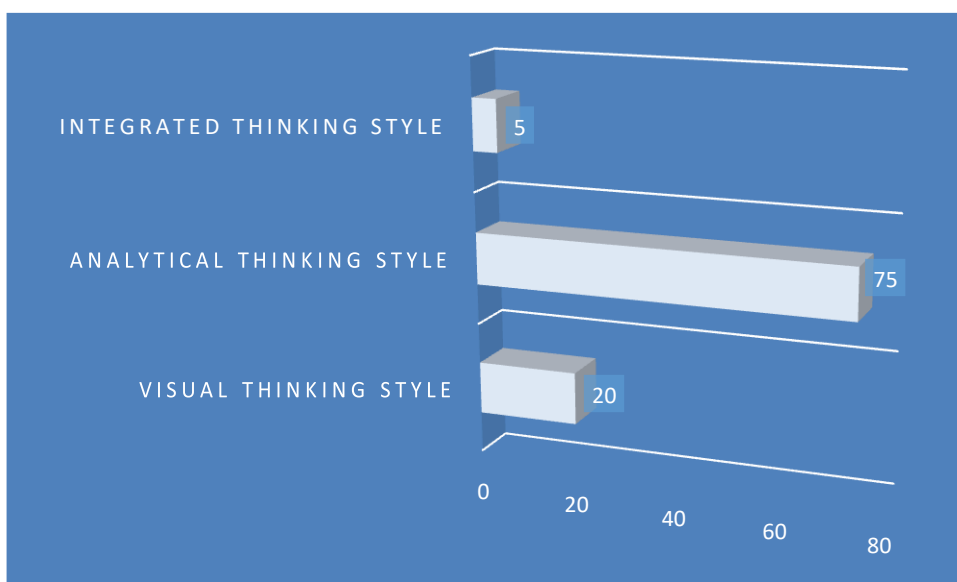 INTEGRATED THINKING STYLE
5
ANALYTICAL THINKING STYLE
75
VISUAL THINKING STYLE
20
0
20
40
60
80